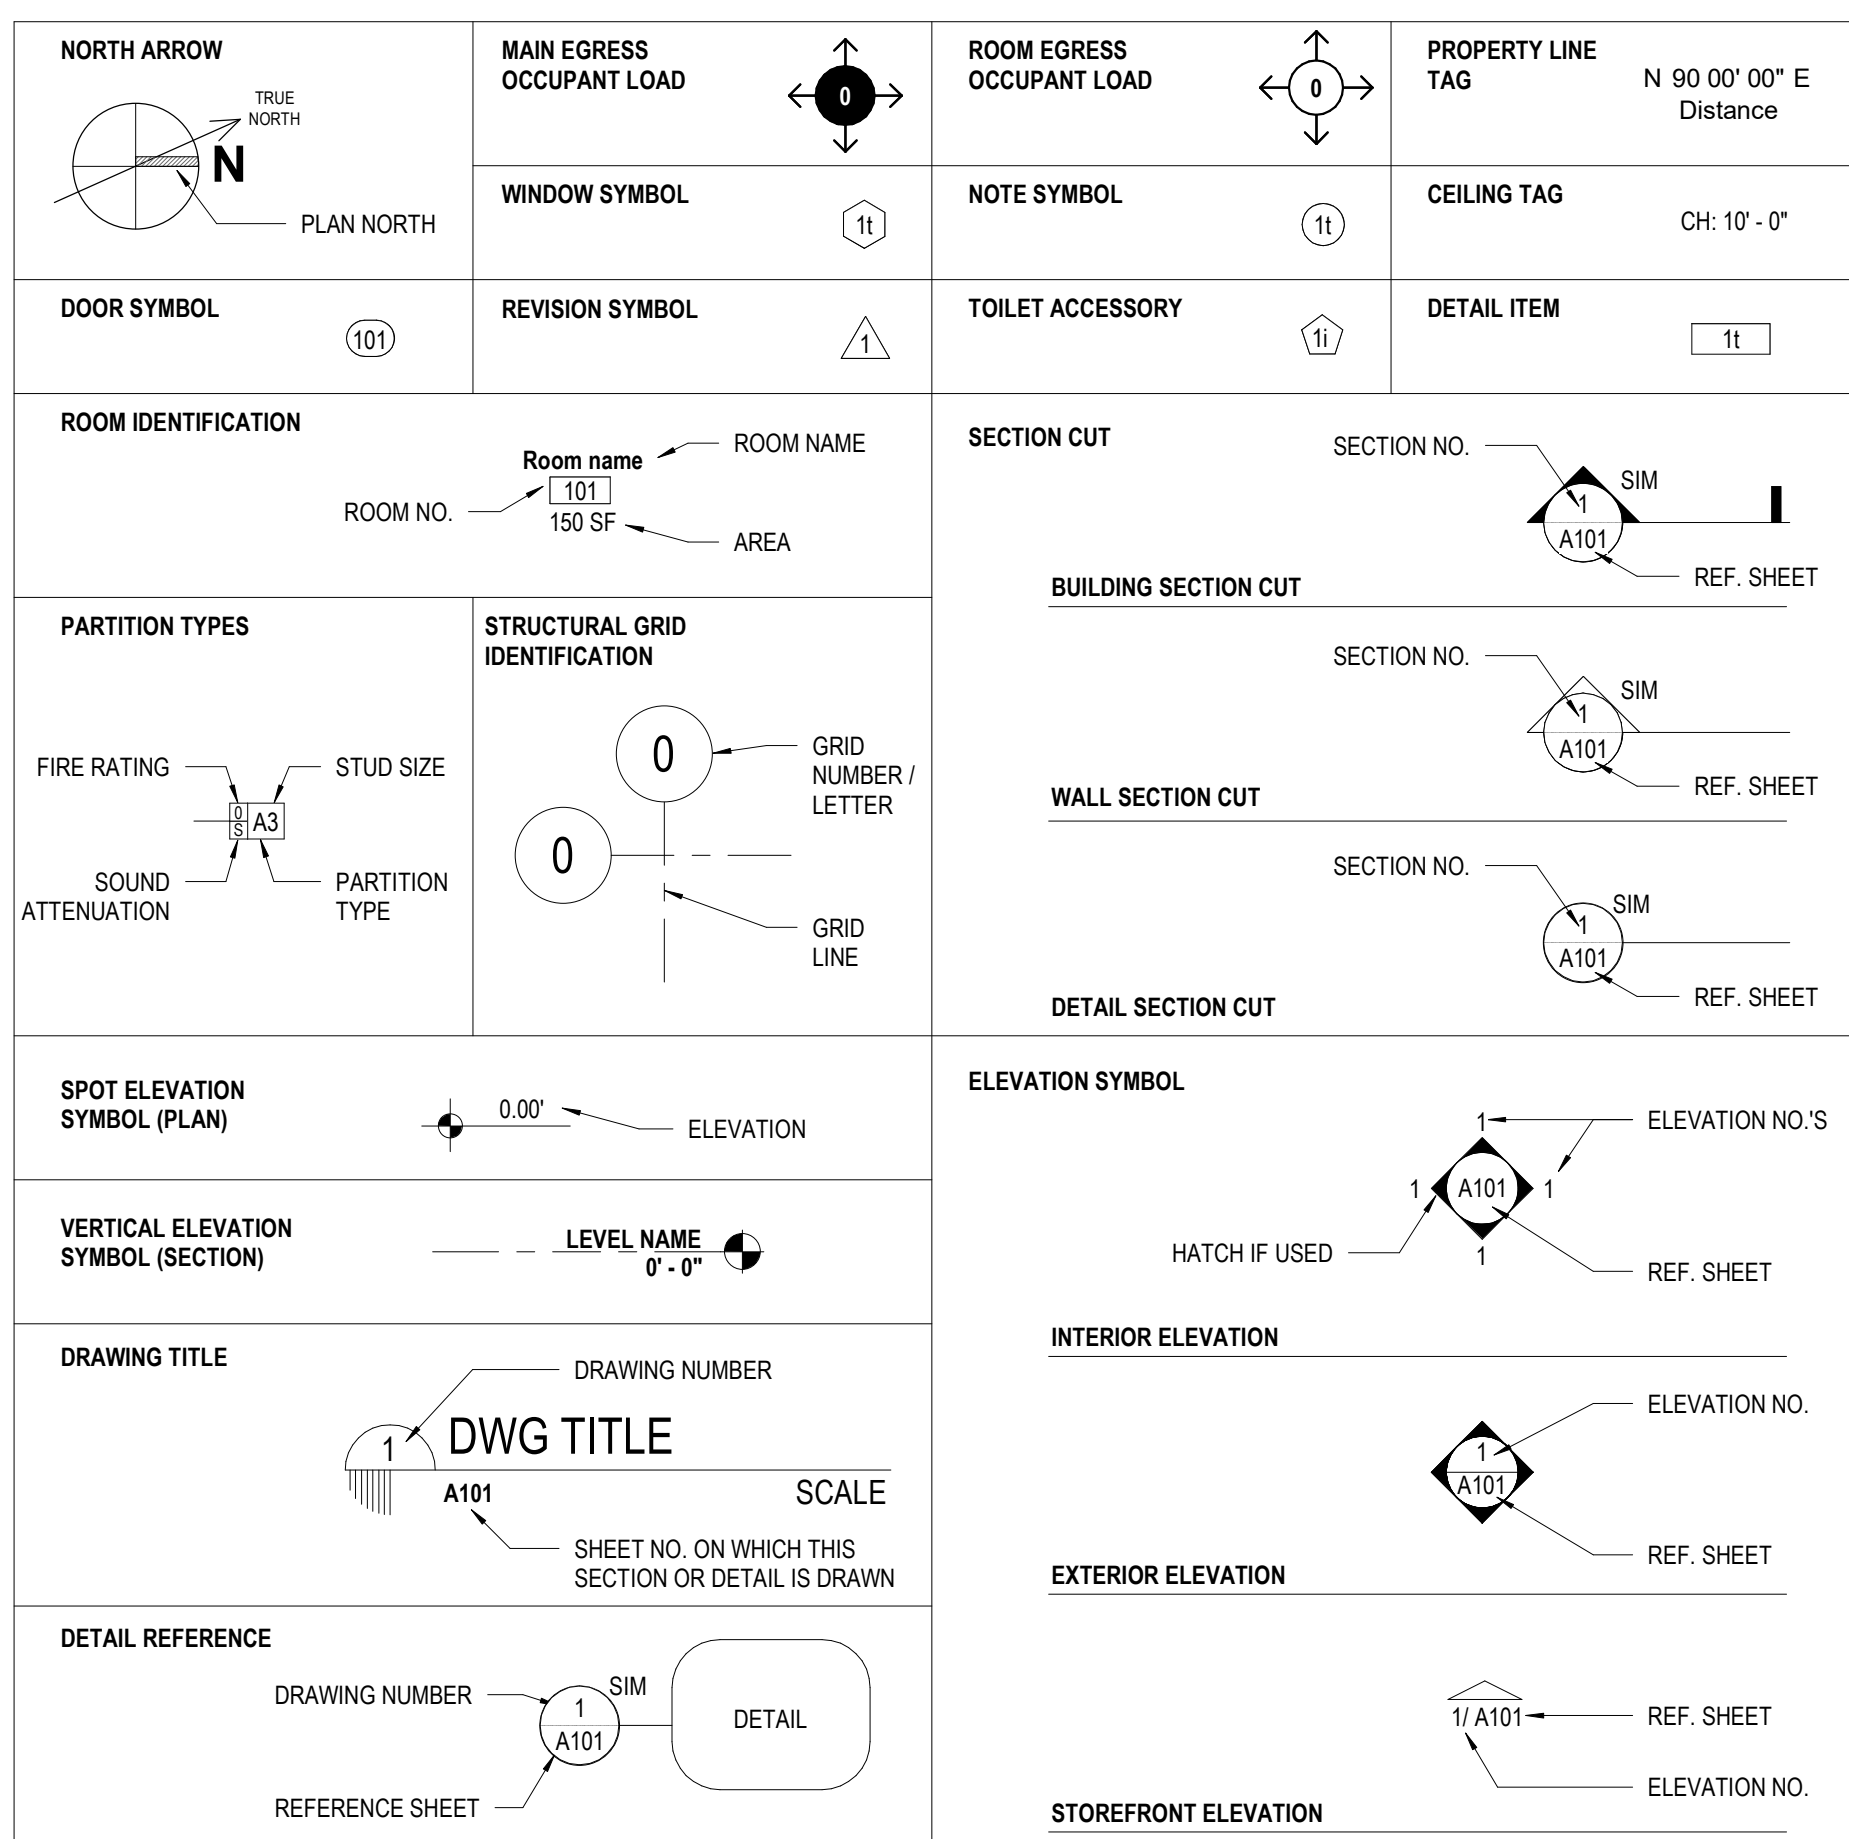 NORTH ARROW
TRUE
NORTH
N
PLAN NORTH
MAIN EGRESS
OCCUPANT LOAD
0
ROOM EGRESS
OCCUPANT LOAD
0
PROPERTY LINE
TAG
N 90 00' 00" E
Distance
WINDOW SYMBOL
1t
NOTE SYMBOL
1t
CEILING TAG
CH: 10' - 0"
DOOR SYMBOL
101
REVISION SYMBOL
1
TOILET ACCESSORY
1i
DETAIL ITEM
1t
ROOM IDENTIFICATION
ROOM NAME
Room name
101
ROOM NO.
150 SF
AREA
SECTION CUT
SECTION NO.
SIM
1
A101
REF. SHEET
BUILDING SECTION CUT
SECTION NO.
SIM
1
A101
REF. SHEET
WALL SECTION CUT
SECTION NO.
SIM
1
A101
REF. SHEET
DETAIL SECTION CUT
PARTITION TYPES
FIRE RATING
STUD SIZE
0
S
A3
SOUND
ATTENUATION
PARTITION
TYPE
STRUCTURAL GRID
IDENTIFICATION
0
GRID
NUMBER /
LETTER
0
GRID
LINE
SPOT ELEVATION
SYMBOL (PLAN)
0.00'
ELEVATION
VERTICAL ELEVATION
SYMBOL (SECTION)
LEVEL NAME
0' - 0"
DRAWING TITLE
DRAWING NUMBER
1
DWG TITLE
A101
SCALE
SHEET NO. ON WHICH THIS
SECTION OR DETAIL IS DRAWN
DETAIL REFERENCE
DRAWING NUMBER
SIM
1
A101
DETAIL
REFERENCE SHEET
ELEVATION SYMBOL
1
ELEVATION NO.'S
1
A101
1
HATCH IF USED
1
REF. SHEET
INTERIOR ELEVATION
ELEVATION NO.
1
A101
REF. SHEET
EXTERIOR ELEVATION
1/ A101
REF. SHEET
ELEVATION NO.
STOREFRONT ELEVATION